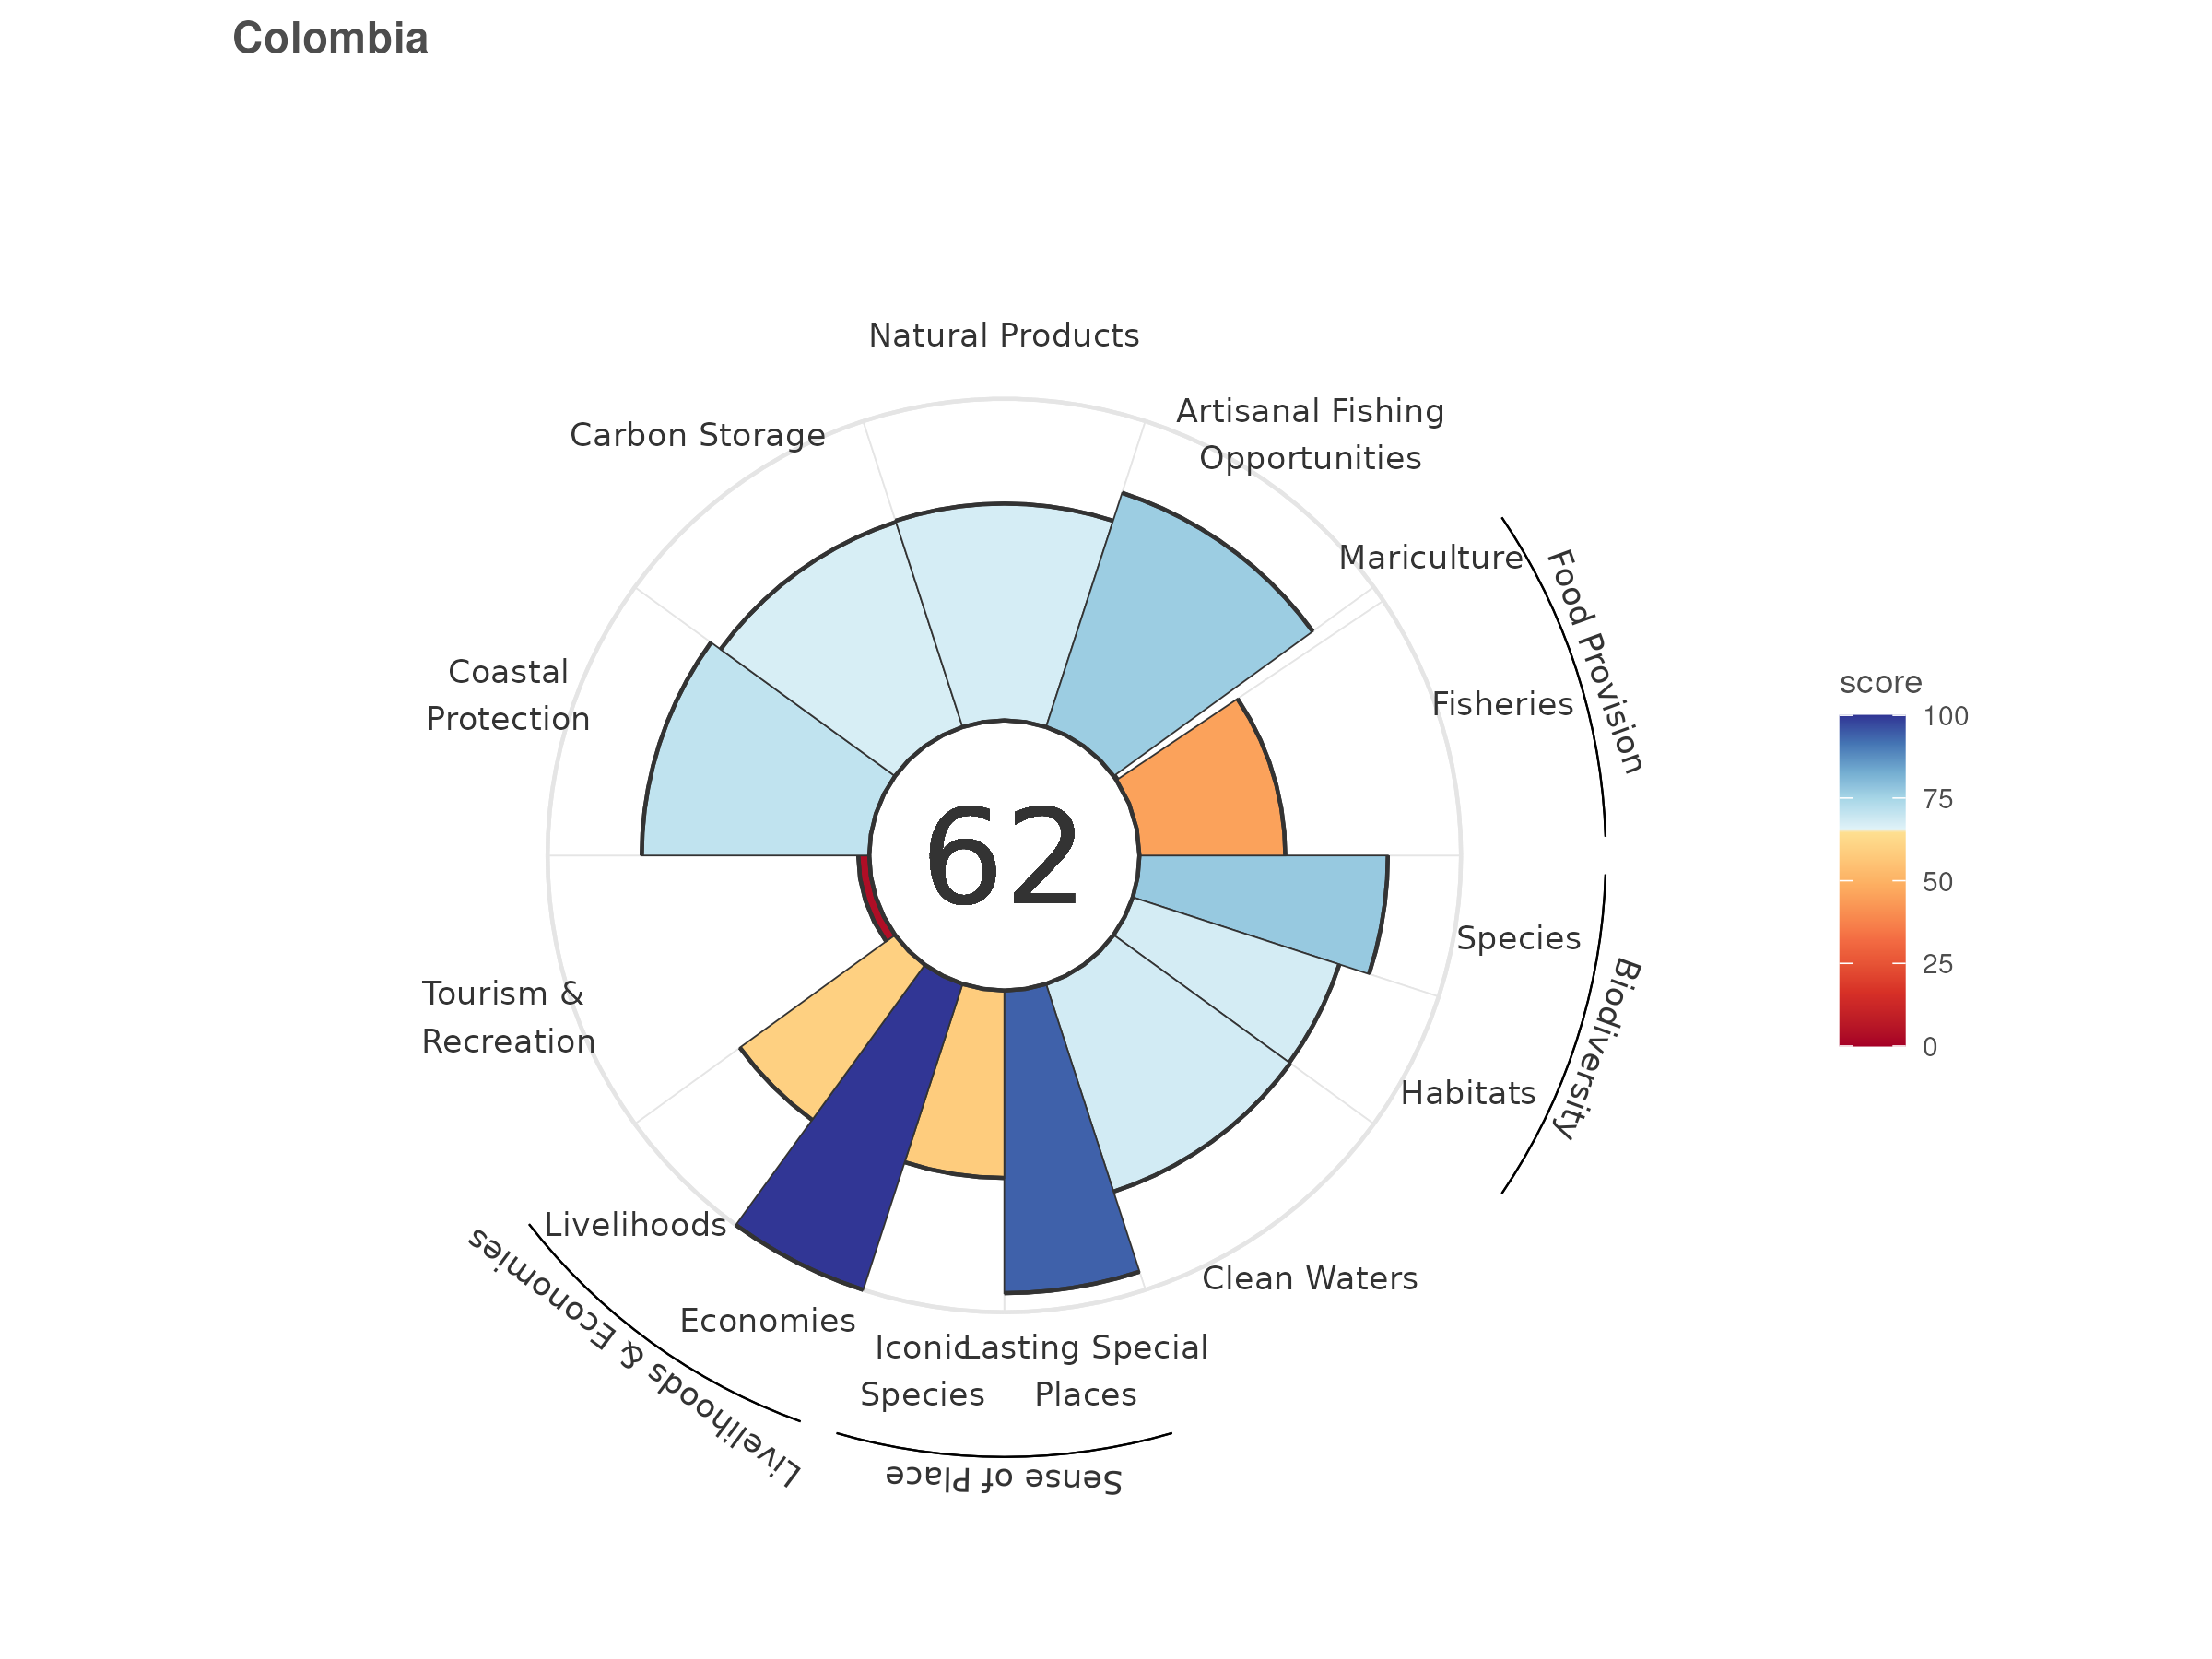 Colombia
Natural Products
Artisanal Fishing
Opportunities
Carbon Storage
Mariculture
Food Provision
Coastal
Protection
Fisheries
score
100
75
50
25
0
62
Species
Biodiversity
Tourism &
Recreation
Habitats
Livelihoods
Clean Waters
Livelihoods & Economies
Economies
Iconic
Species
Lasting Special
Places
Sense of Place